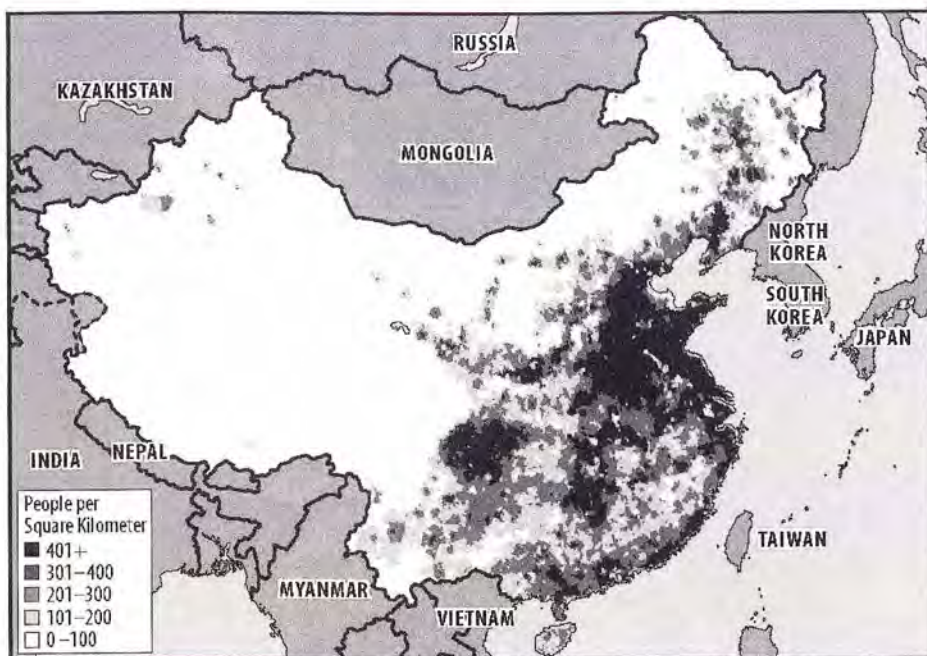 RUSSIA
KAZAKHSTAN
MONGOLIA
NORTH
KOREA
SOUTH
KOREA
JAPAN
NEPAL
INDIA
People per
Square Kilometer
401+
301–400
201–300
101–200
0–100
TAIWAN
MYANMAR
VIETNAM